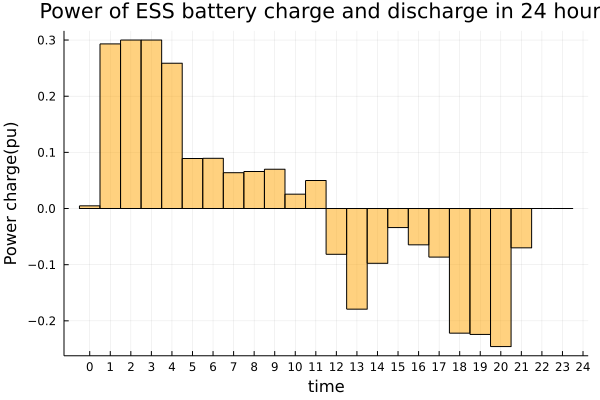 Power of ESS battery charge and discharge in 24 hour
0.3
0.2
0.1
0.0
−0.1
−0.2
Power charge(pu)
0 1 2 3 4 5 6 7 8 9 10 11 12 13 14 15 16 17 18 19 20 21 22 23 24
time